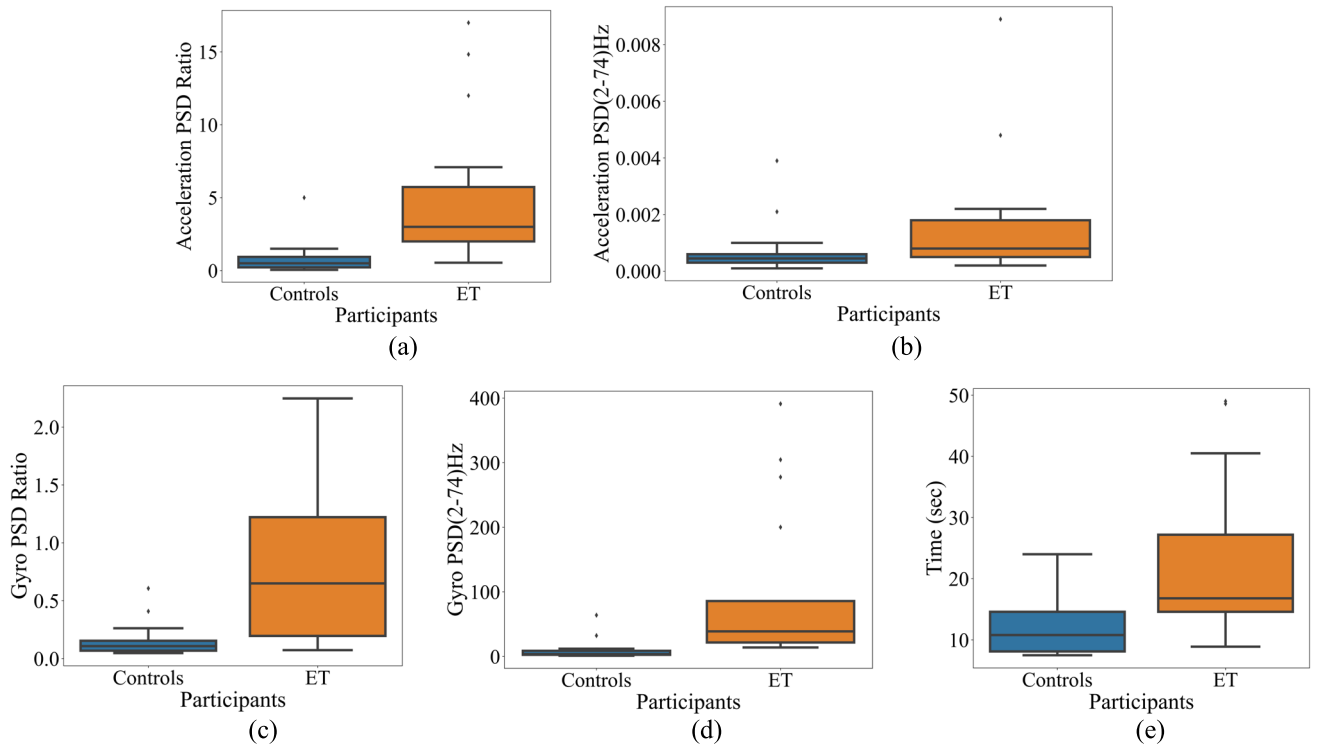 Acceleration PSD Ratio
15
10
5
0
Controls
ET
Participants
(a)
Acceleration PSD(2-74)Hz
0.008
0.006
0.004
0.002
0.000
Controls
ET
Participants
(b)
Gyro PSD Ratio
2.0
1.5
1.0
0.5
0.0
Controls
ET
Participants
(c)
Gyro PSD(2-74)Hz
400
300
200
100
0
Controls
ET
Participants
(d)
Time (sec)
50
40
30
20
10
Controls
ET
Participants
(e)